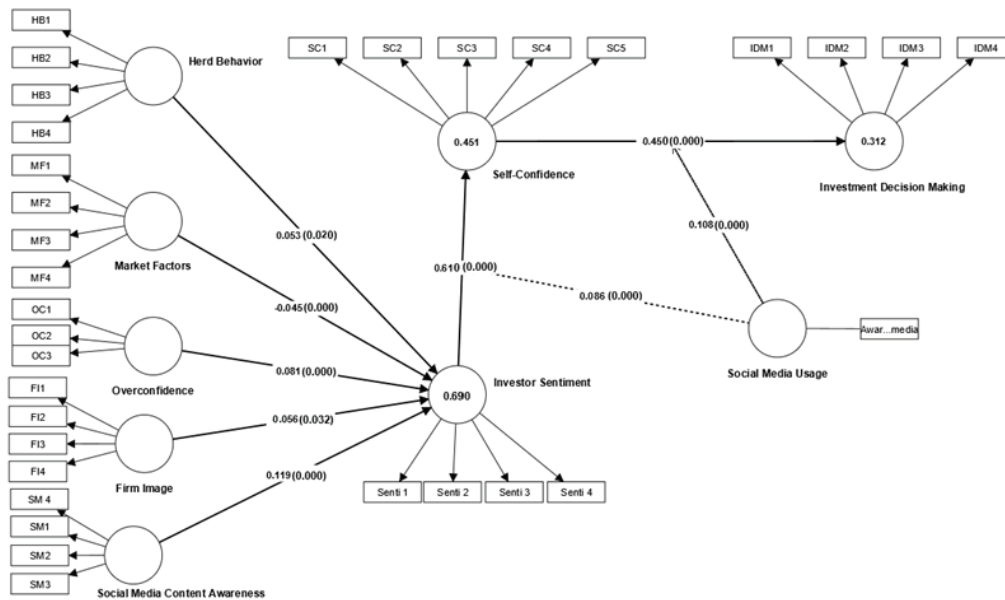 HB1
HB2
HB3
HB4
Herd Behavior
MF1
MF2
MF3
MF4
Market Factors
OC1
OC2
OC3
Overconfidence
FI1
FI2
FI3
FI4
Firm Image
SM 4
SM1
SM2
SM3
Social Media Content Awareness
0.053 (0.020)
-0.045 (0.000)
0.081 (0.000)
0.056 (0.032)
0.119 (0.000)
SC1
SC2
SC3
SC4
SC5
0.451
Self-Confidence
0.610 (0.000)
Investor Sentiment
0.690
Senti 1
Senti 2
Senti 3
Senti 4
0.450 (0.000)
0.108 (0.000)
0.086 (0.000)
IDM1
IDM2
IDM3
IDM4
0.312
Investment Decision Making
Awar...media
Social Media Usage